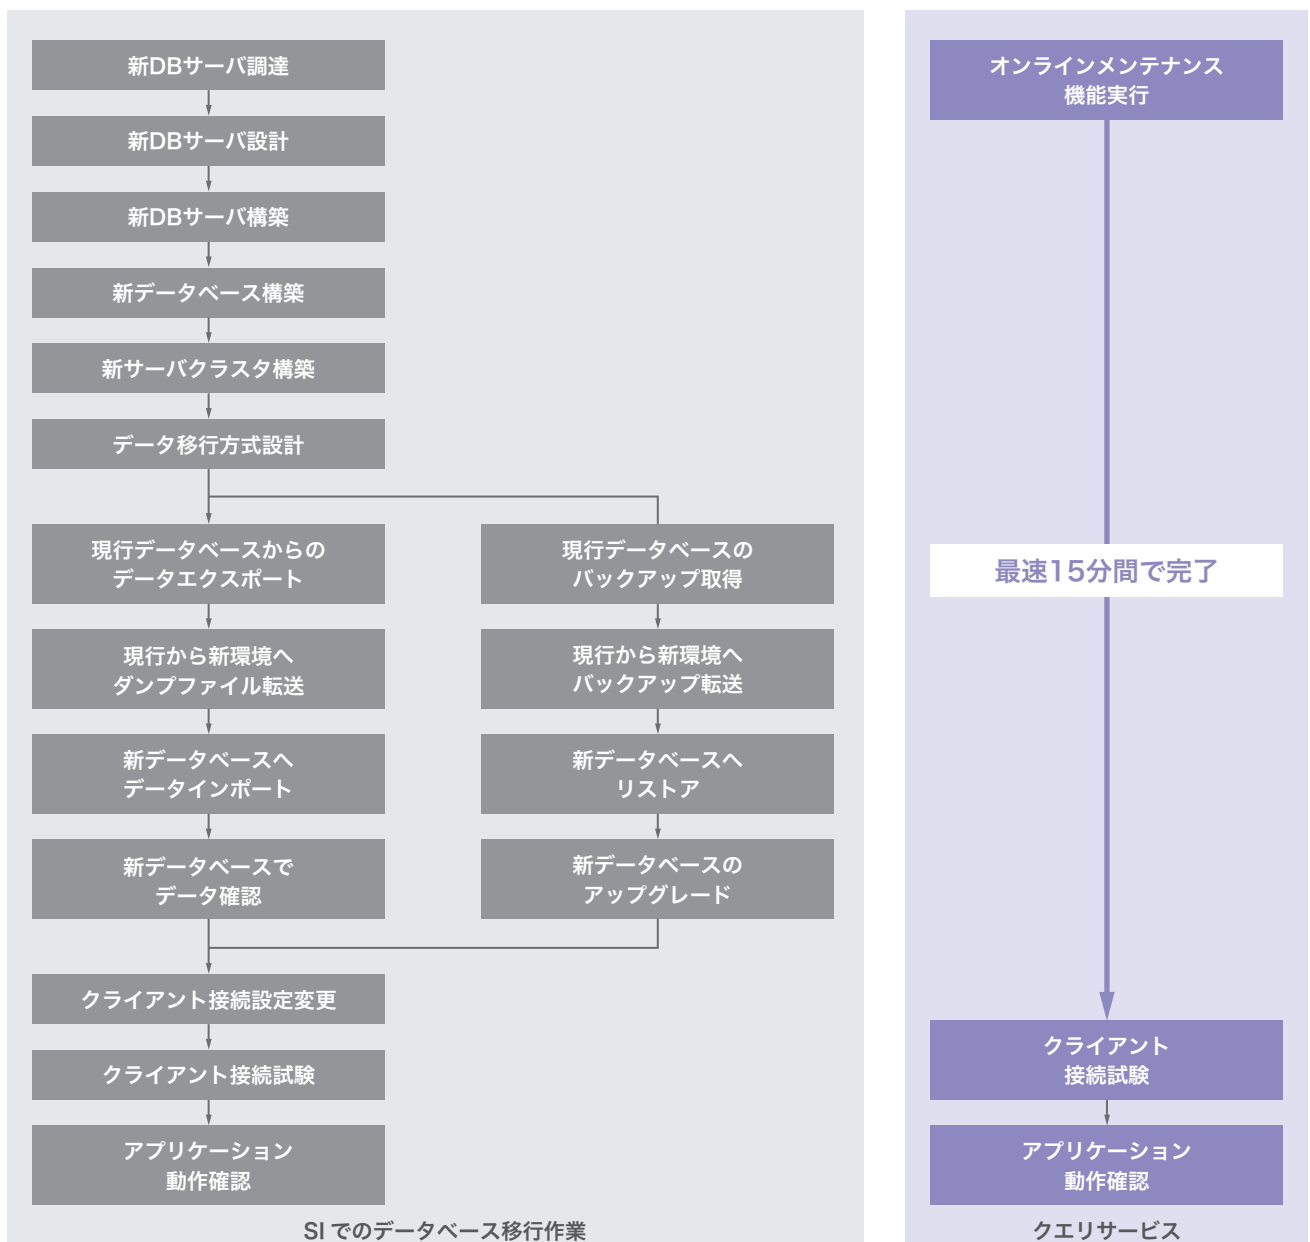 新DBサーバ調達
新DBサーバ設計
新DBサーバ構築
新データベース構築
新サーバクラスタ構築
データ移行方式設計
現行データベースからの
データエクスポート
現行から新環境へ
ダンプファイル転送
新データベースへ
データインポート
新データベースで
データ確認
現行データベースの
バックアップ取得
現行から新環境へ
バックアップ転送
新データベースへ
リストア
新データベースの
アップグレード
クライアント接続設定変更
クライアント接続試験
アプリケーション
動作確認
SI でのデータベース移行作業
オンラインメンテナンス
機能実行
最速15分間で完了
クライアント
接続試験
アプリケーション
動作確認
クエリサービス